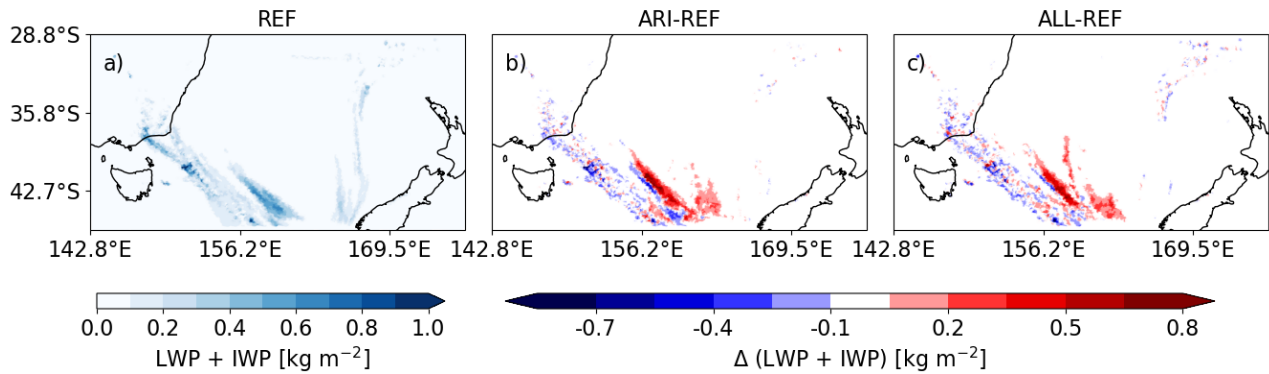 REF ARI-REF ALL-REF
28.8°S a) b) c)
35.8°S
42.7°S
142.8°E 156.2°E 169.5°E 142.8°E 156.2°E 169.5°E 142.8°E 156.2°E 169.5°E
0.0 0.2 0.4 0.6 0.8 1.0 -0.7 -0.4 -0.1 0.2 0.5 0.8
LWP + IWP [kg m⁻²] Δ (LWP + IWP) [kg m⁻²]